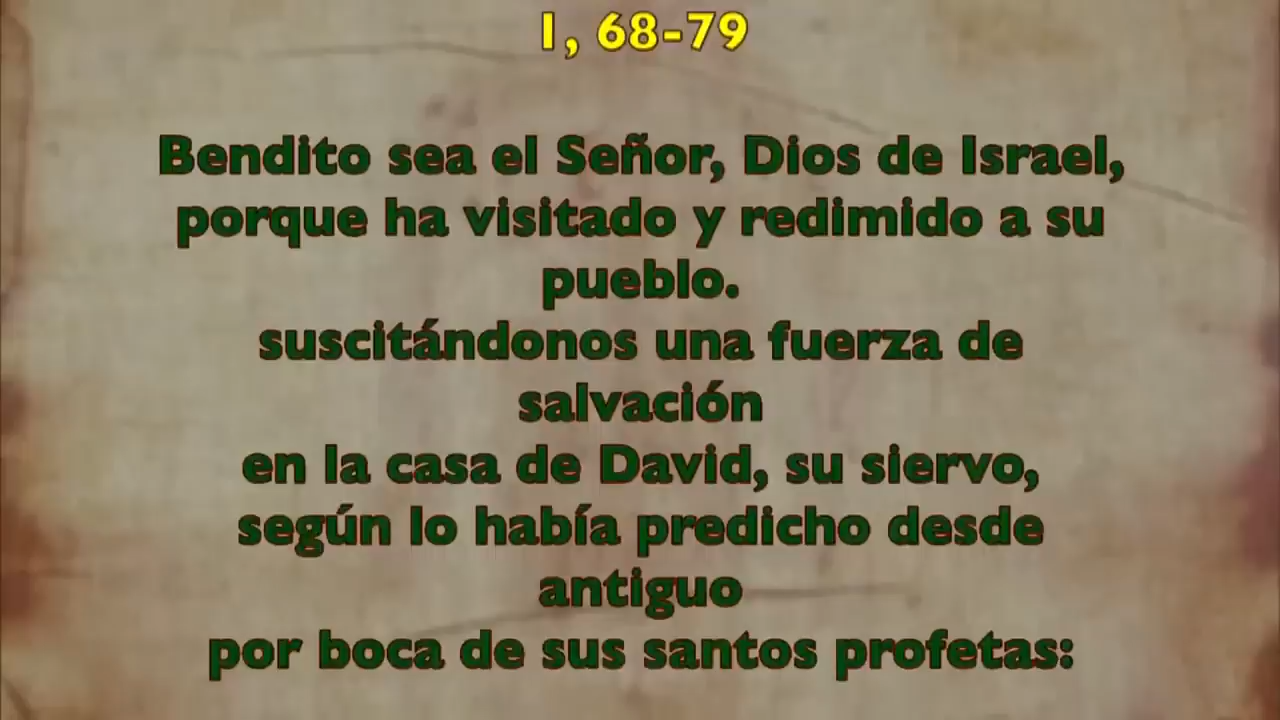 1, 68-79
Bendito sea el Señor, Dios de Israel,
porque ha visitado y redimido a su
pueblo.
suscitándonos una fuerza de
salvación
en la casa de David, su siervo,
según lo había predicho desde
antiguo
por boca de sus santos profetas: